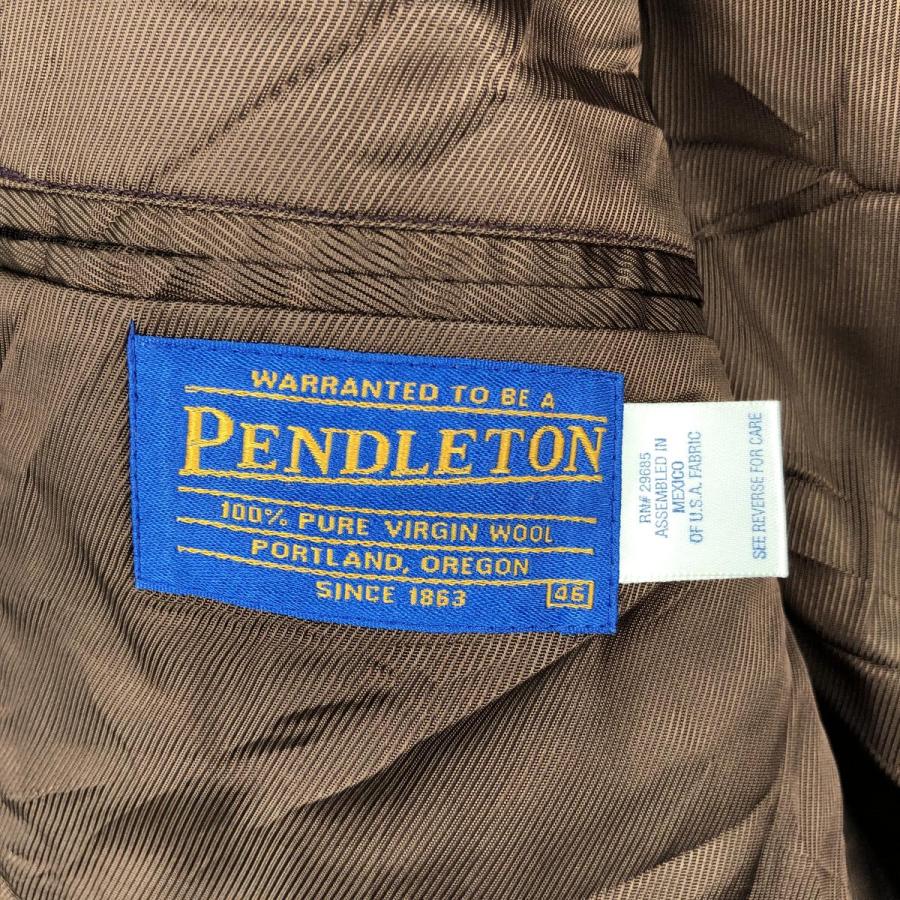 WARRANTED TO BE A
PENDLETON
100% PURE VIRGIN WOOL
PORTLAND, OREGON
SINCE 1863
46
RN# 29685
ASSEMBLED IN
MEXICO
OF U.S.A. FABRIC
SEE REVERSE FOR CARE